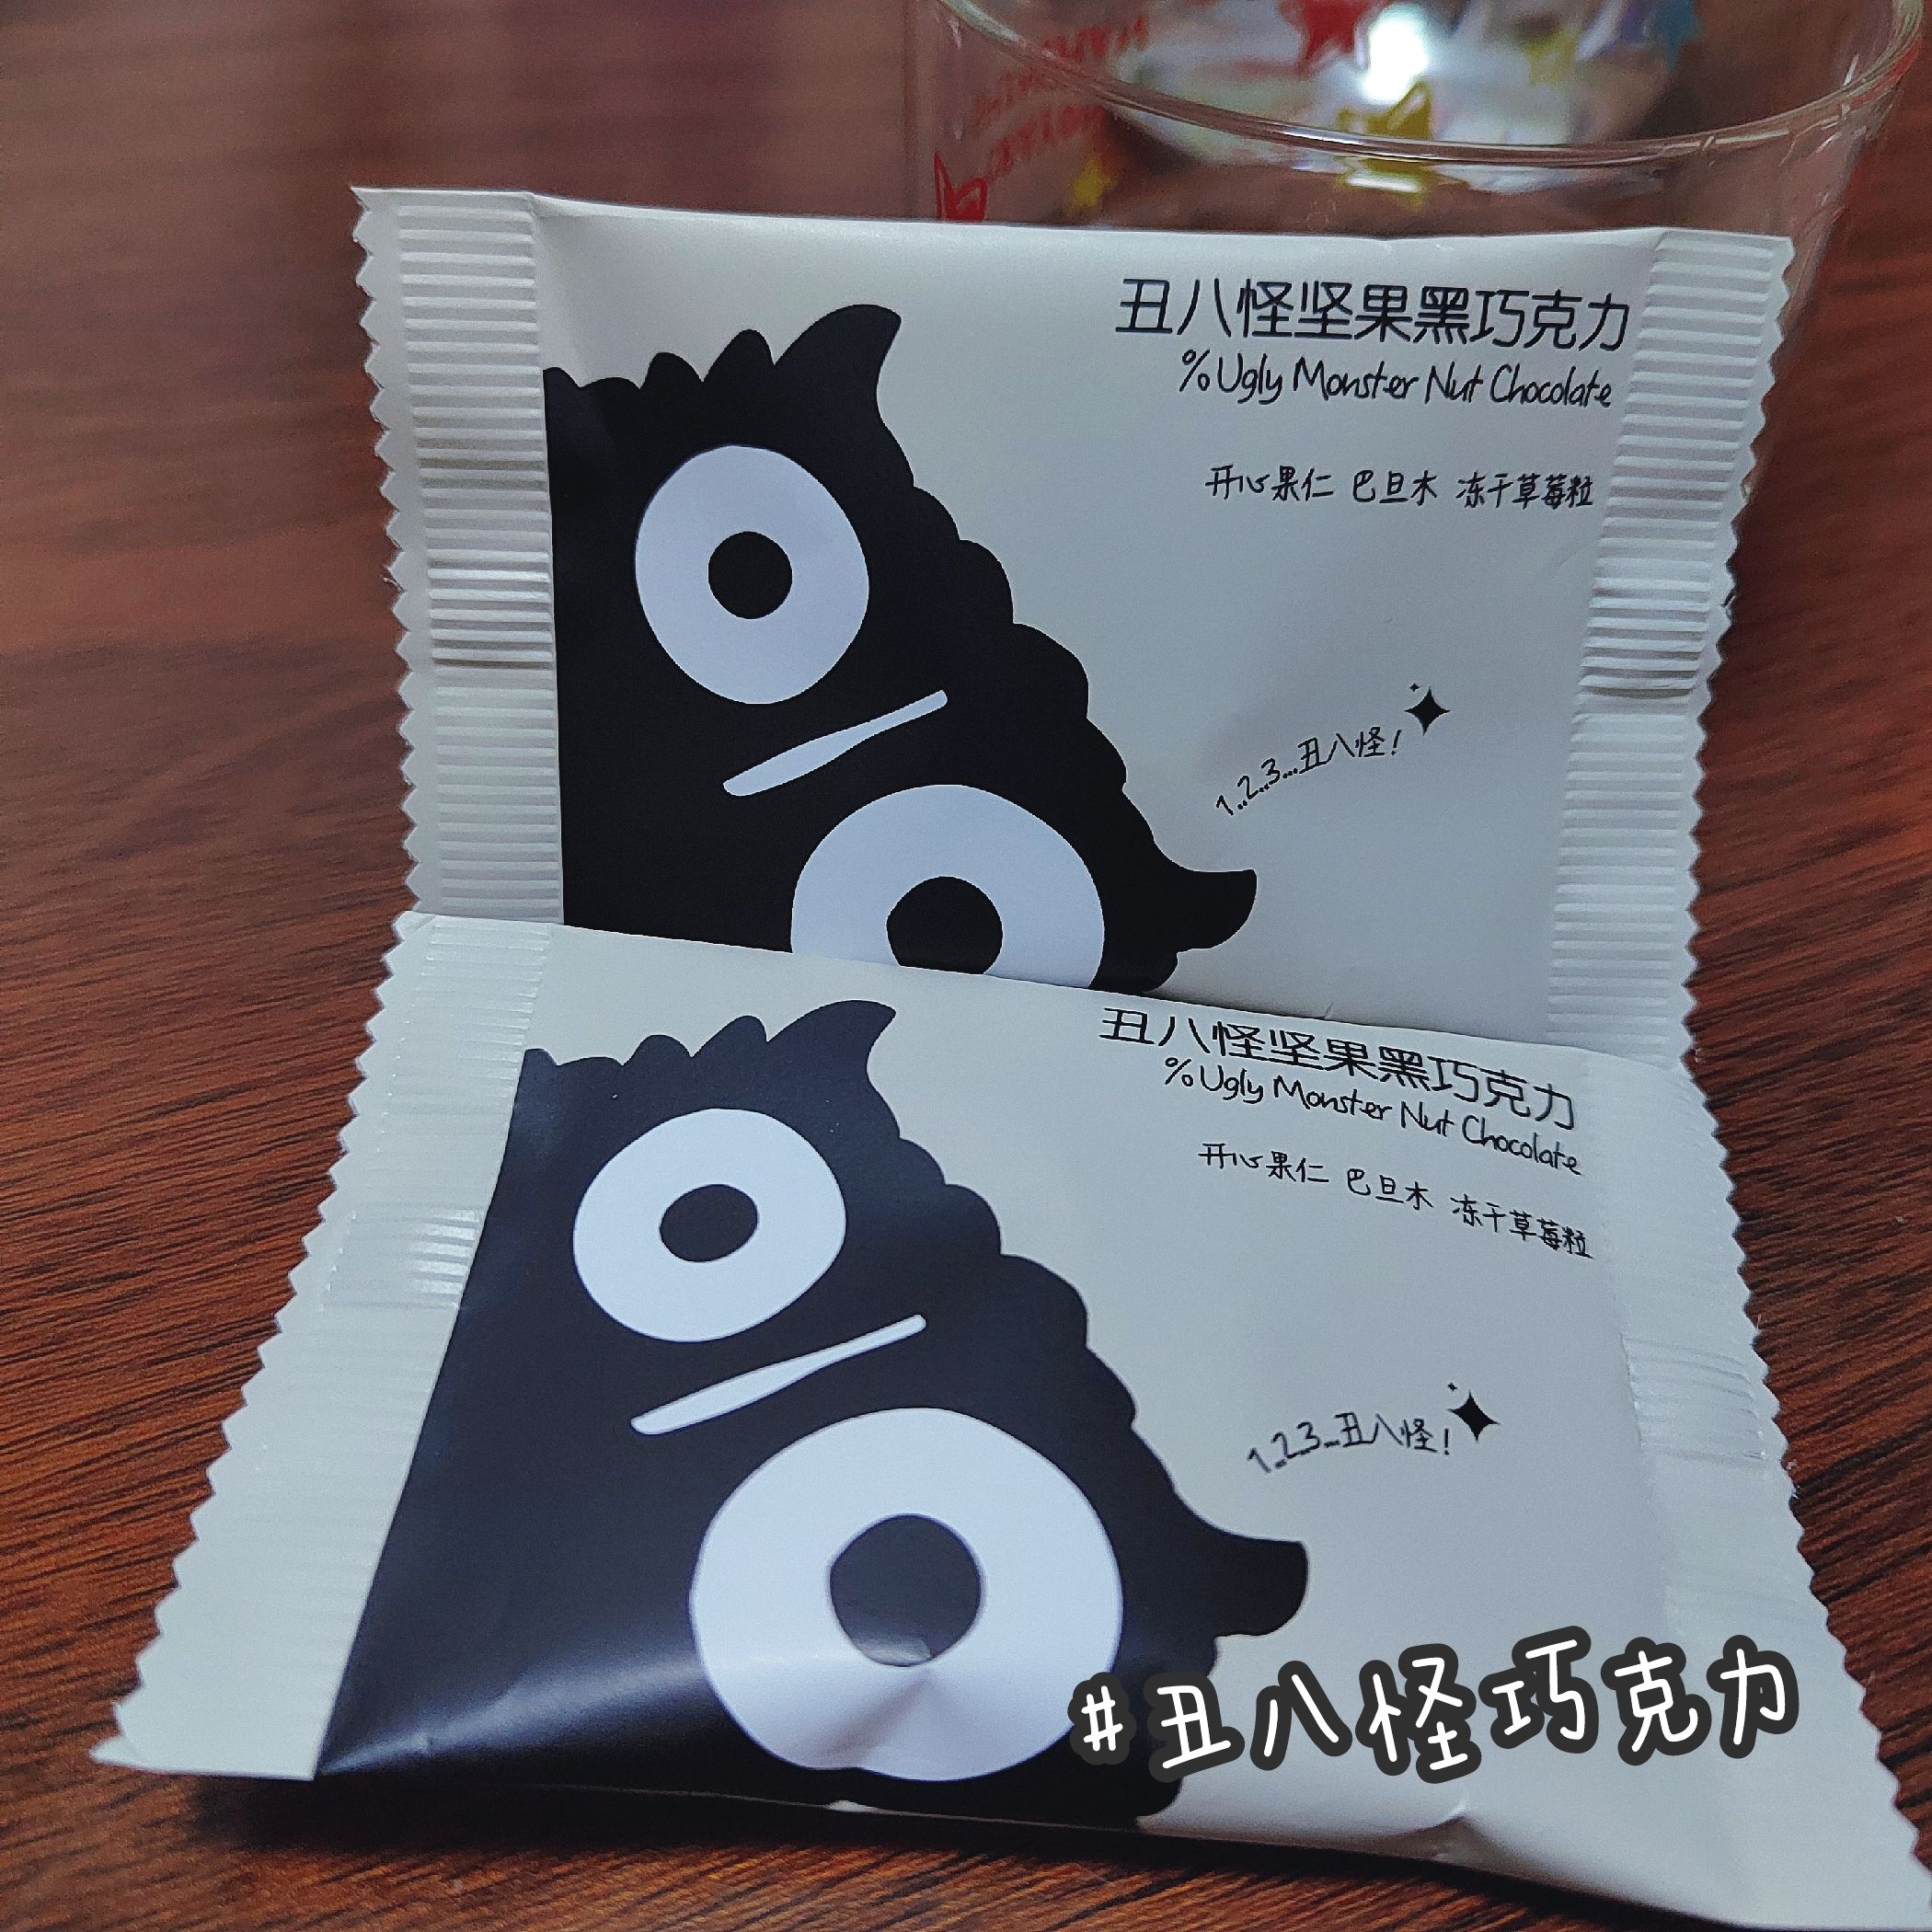 丑八怪坚果黑巧克力
% Ugly Monster Nut Chocolate
开心果仁 巴旦木 冻干草莓粒
1..2..3...丑八怪!
丑八怪坚果黑巧克力
% Ugly Monster Nut Chocolate
开心果仁 巴旦木 冻干草莓粒
1..2..3...丑八怪!
#丑八怪巧克力